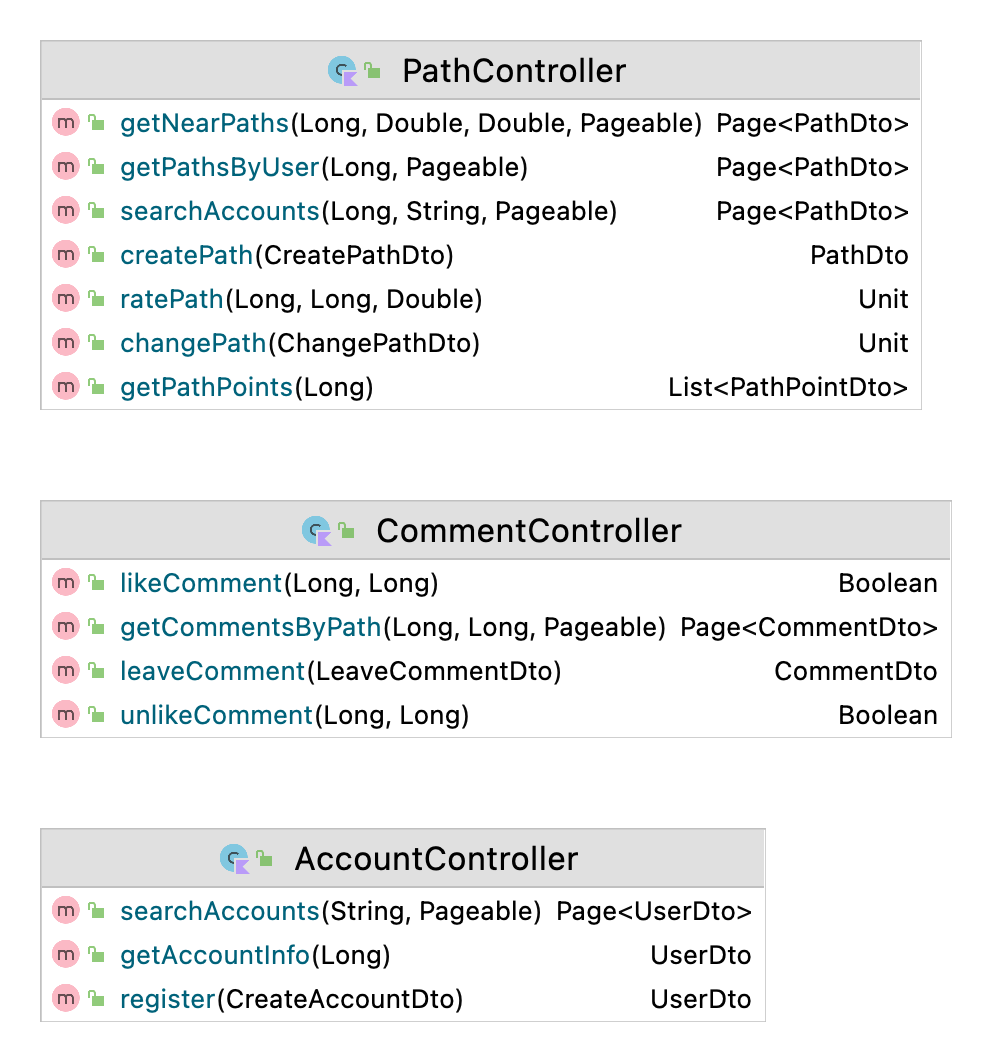 PathController
getNearPaths(Long, Double, Double, Pageable) Page<PathDto>
getPathsByUser(Long, Pageable) Page<PathDto>
searchAccounts(Long, String, Pageable) Page<PathDto>
createPath(CreatePathDto) PathDto
ratePath(Long, Long, Double) Unit
changePath(ChangePathDto) Unit
getPathPoints(Long) List<PathPointDto>
CommentController
likeComment(Long, Long) Boolean
getCommentsByPath(Long, Long, Pageable) Page<CommentDto>
leaveComment(LeaveCommentDto) CommentDto
unlikeComment(Long, Long) Boolean
AccountController
searchAccounts(String, Pageable) Page<UserDto>
getAccountInfo(Long) UserDto
register(CreateAccountDto) UserDto